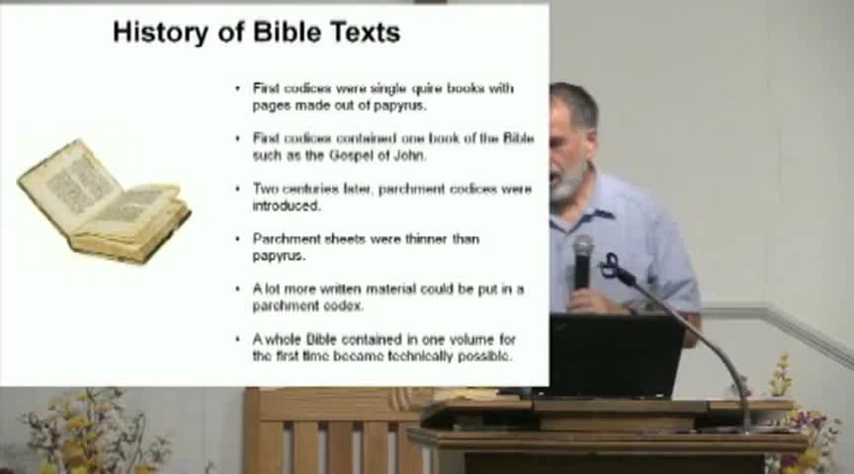 History of Bible Texts
• First codices were single quire books with
pages made out of papyrus.
• First codices contained one book of the Bible
such as the Gospel of John.
• Two centuries later, parchment codices were
introduced.
• Parchment sheets were thinner than
papyrus.
• A lot more written material could be put in a
parchment codex.
• A whole Bible contained in one volume for
the first time became technically possible.